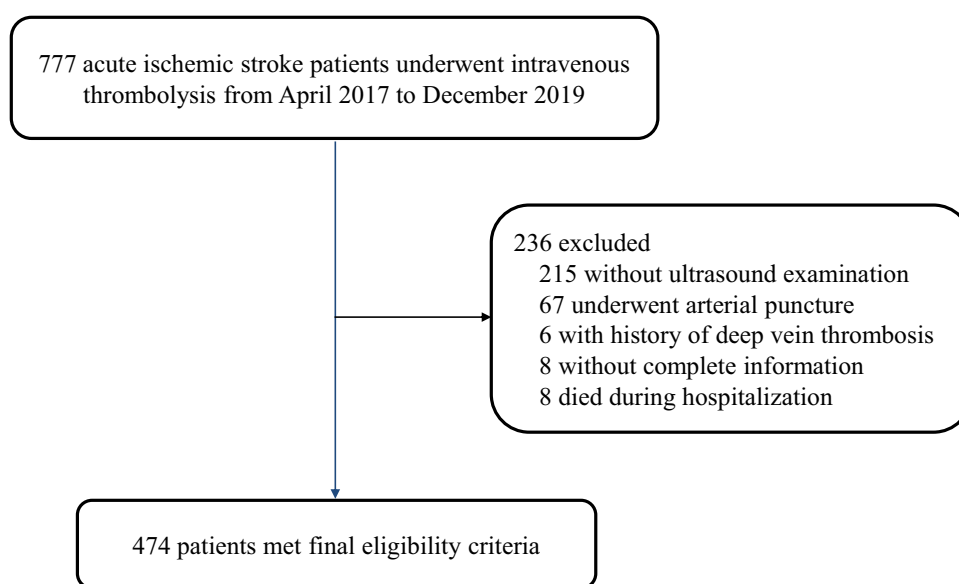 777 acute ischemic stroke patients underwent intravenous
thrombolysis from April 2017 to December 2019
236 excluded
215 without ultrasound examination
67 underwent arterial puncture
6 with history of deep vein thrombosis
8 without complete information
8 died during hospitalization
474 patients met final eligibility criteria